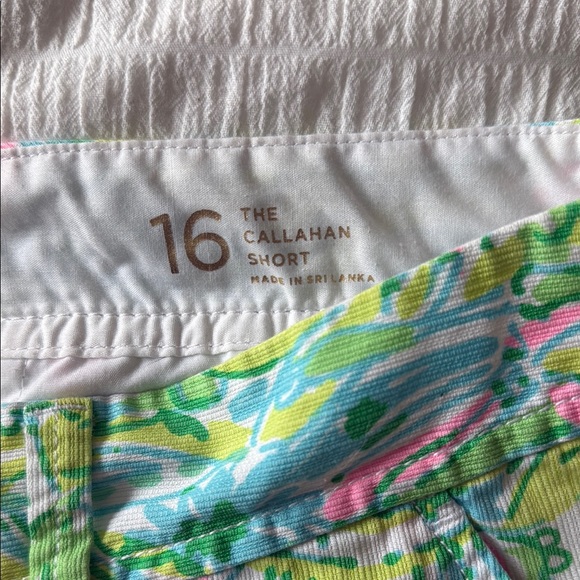 16
THE
CALLAHAN
SHORT
MADE IN SRI LANKA